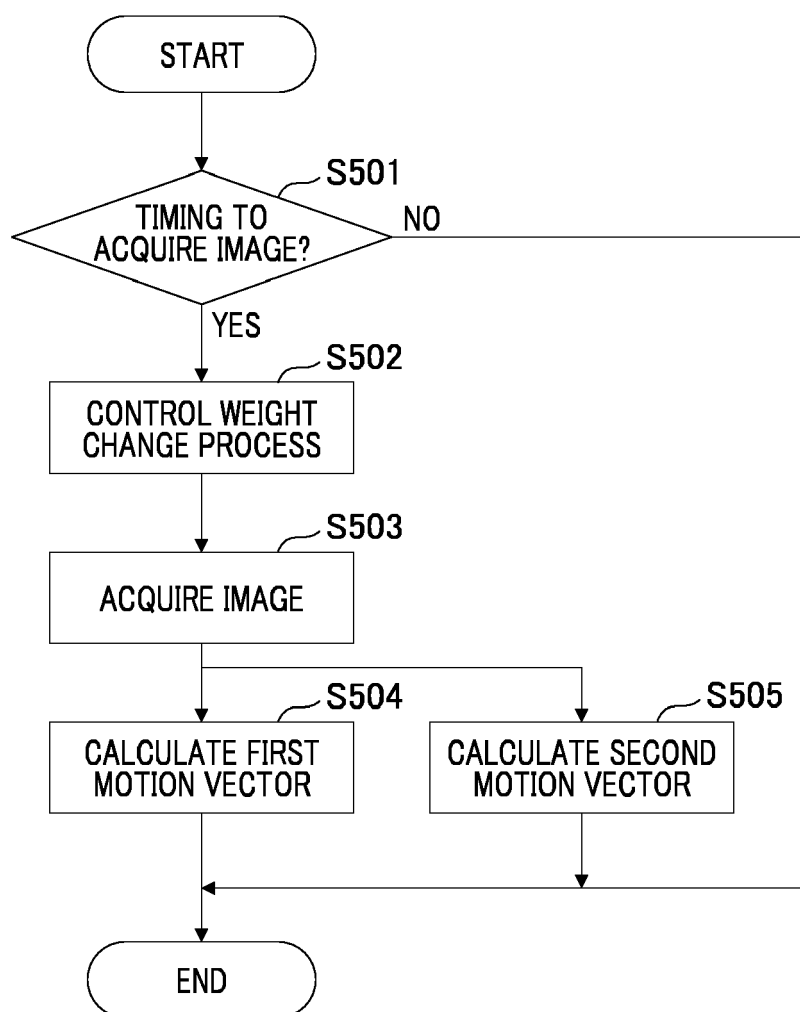 START
S501
TIMING TO
ACQUIRE IMAGE?
NO
YES
S502
CONTROL WEIGHT
CHANGE PROCESS
S503
ACQUIRE IMAGE
S504
CALCULATE FIRST
MOTION VECTOR
S505
CALCULATE SECOND
MOTION VECTOR
END